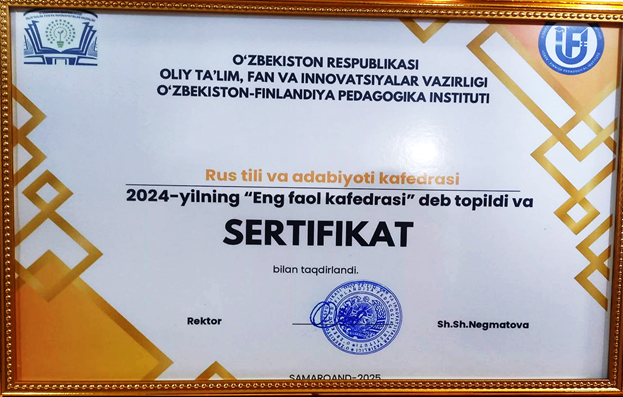 O‘ZBEKISTON RESPUBLIKASI
OLIY TA’LIM, FAN VA INNOVATSIYALAR VAZIRLIGI
O‘ZBEKISTON-FINLANDIYA PEDAGOGIKA INSTITUTI
Rus tili va adabiyoti kafedrasi
2024-yilning “Eng faol kafedrasi” deb topildi va
SERTIFIKAT
bilan taqdirlandi.
Rektor
Sh.Sh.Negmatova
SAMARQAND-2025